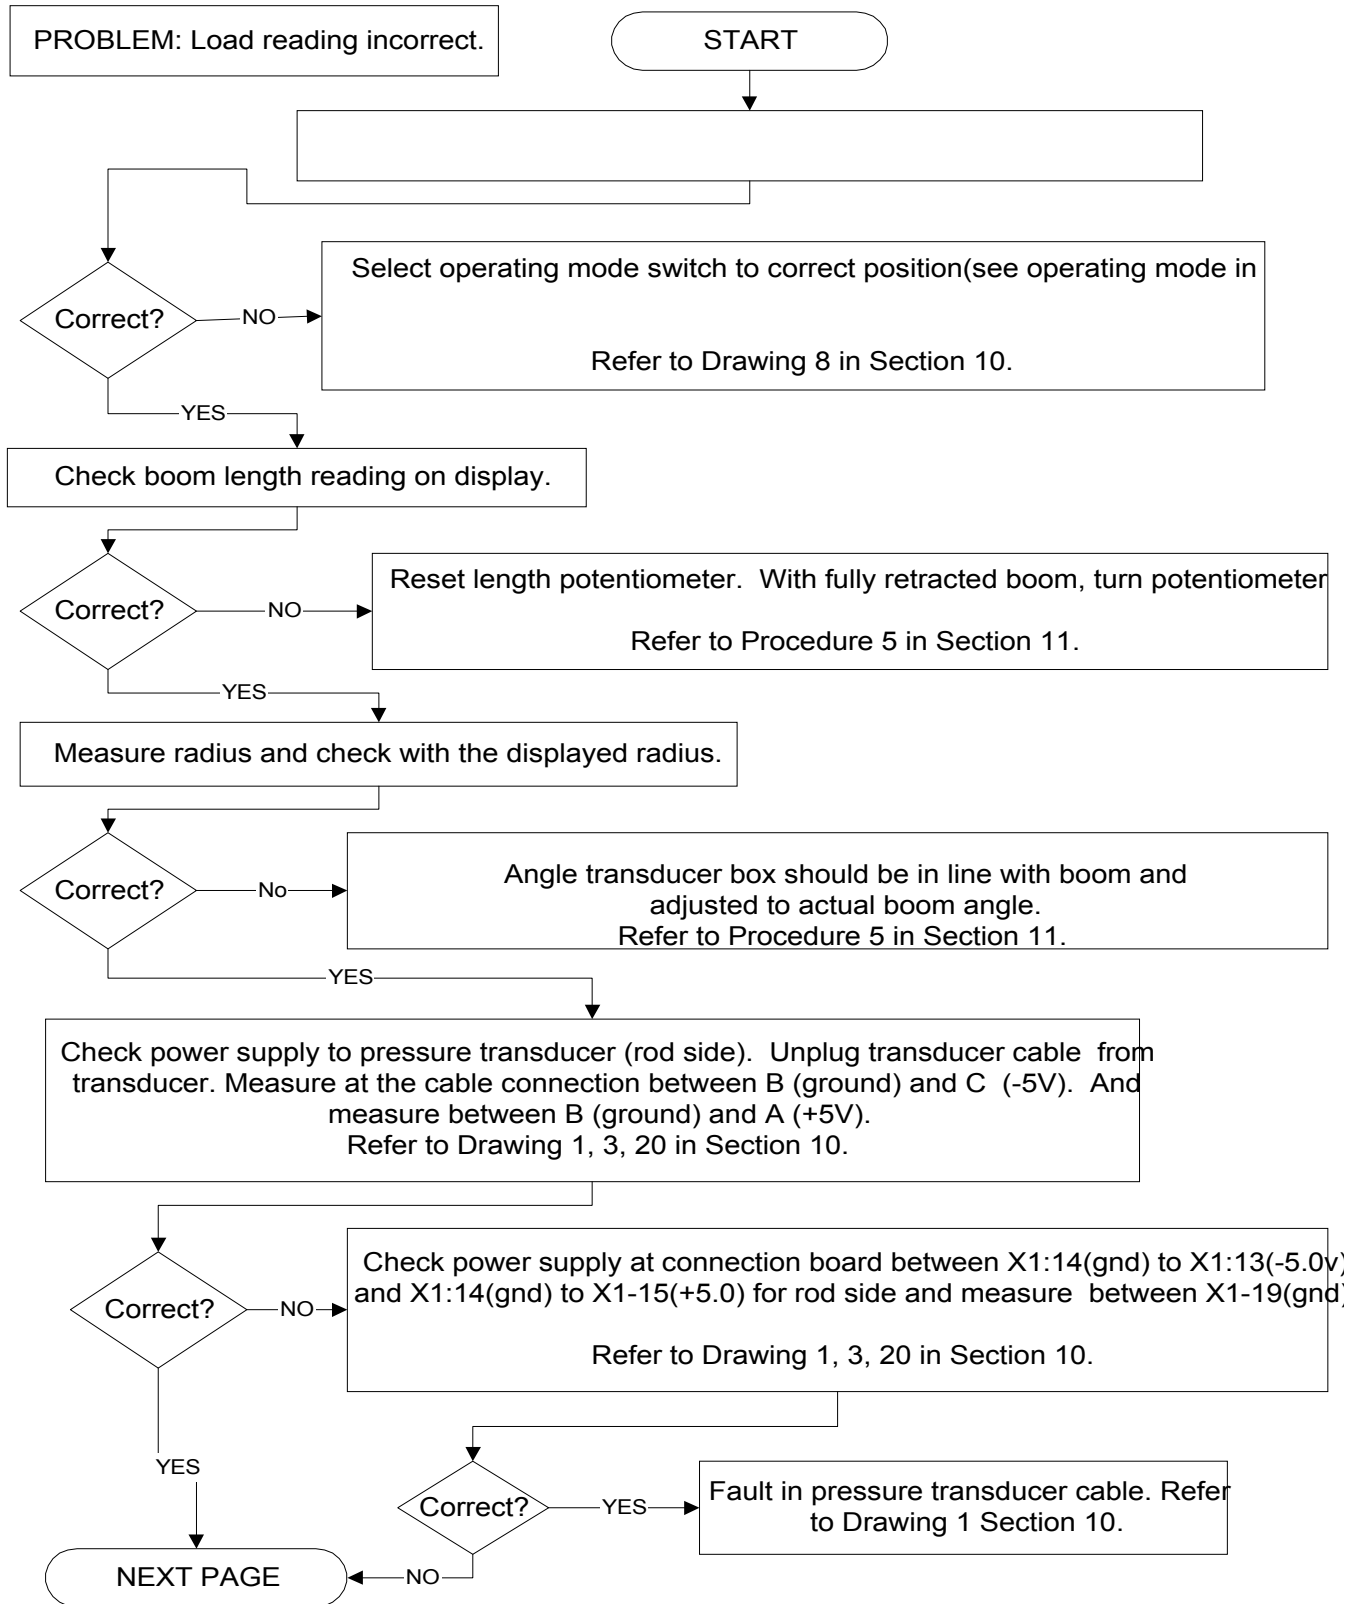 PROBLEM: Load reading incorrect.
START
Correct?
NO
Select operating mode switch to correct position(see operating mode in
Refer to Drawing 8 in Section 10.
YES
Check boom length reading on display.
Correct?
NO
Reset length potentiometer. With fully retracted boom, turn potentiometer
Refer to Procedure 5 in Section 11.
YES
Measure radius and check with the displayed radius.
Correct?
No
Angle transducer box should be in line with boom and
adjusted to actual boom angle.
Refer to Procedure 5 in Section 11.
YES
Check power supply to pressure transducer (rod side). Unplug transducer cable from
transducer. Measure at the cable connection between B (ground) and C (-5V). And
measure between B (ground) and A (+5V).
Refer to Drawing 1, 3, 20 in Section 10.
Correct?
NO
Check power supply at connection board between X1:14(gnd) to X1:13(-5.0v)
and X1:14(gnd) to X1-15(+5.0) for rod side and measure between X1-19(gnd)
Refer to Drawing 1, 3, 20 in Section 10.
YES
Correct?
YES
Fault in pressure transducer cable. Refer
to Drawing 1 Section 10.
NO
NEXT PAGE